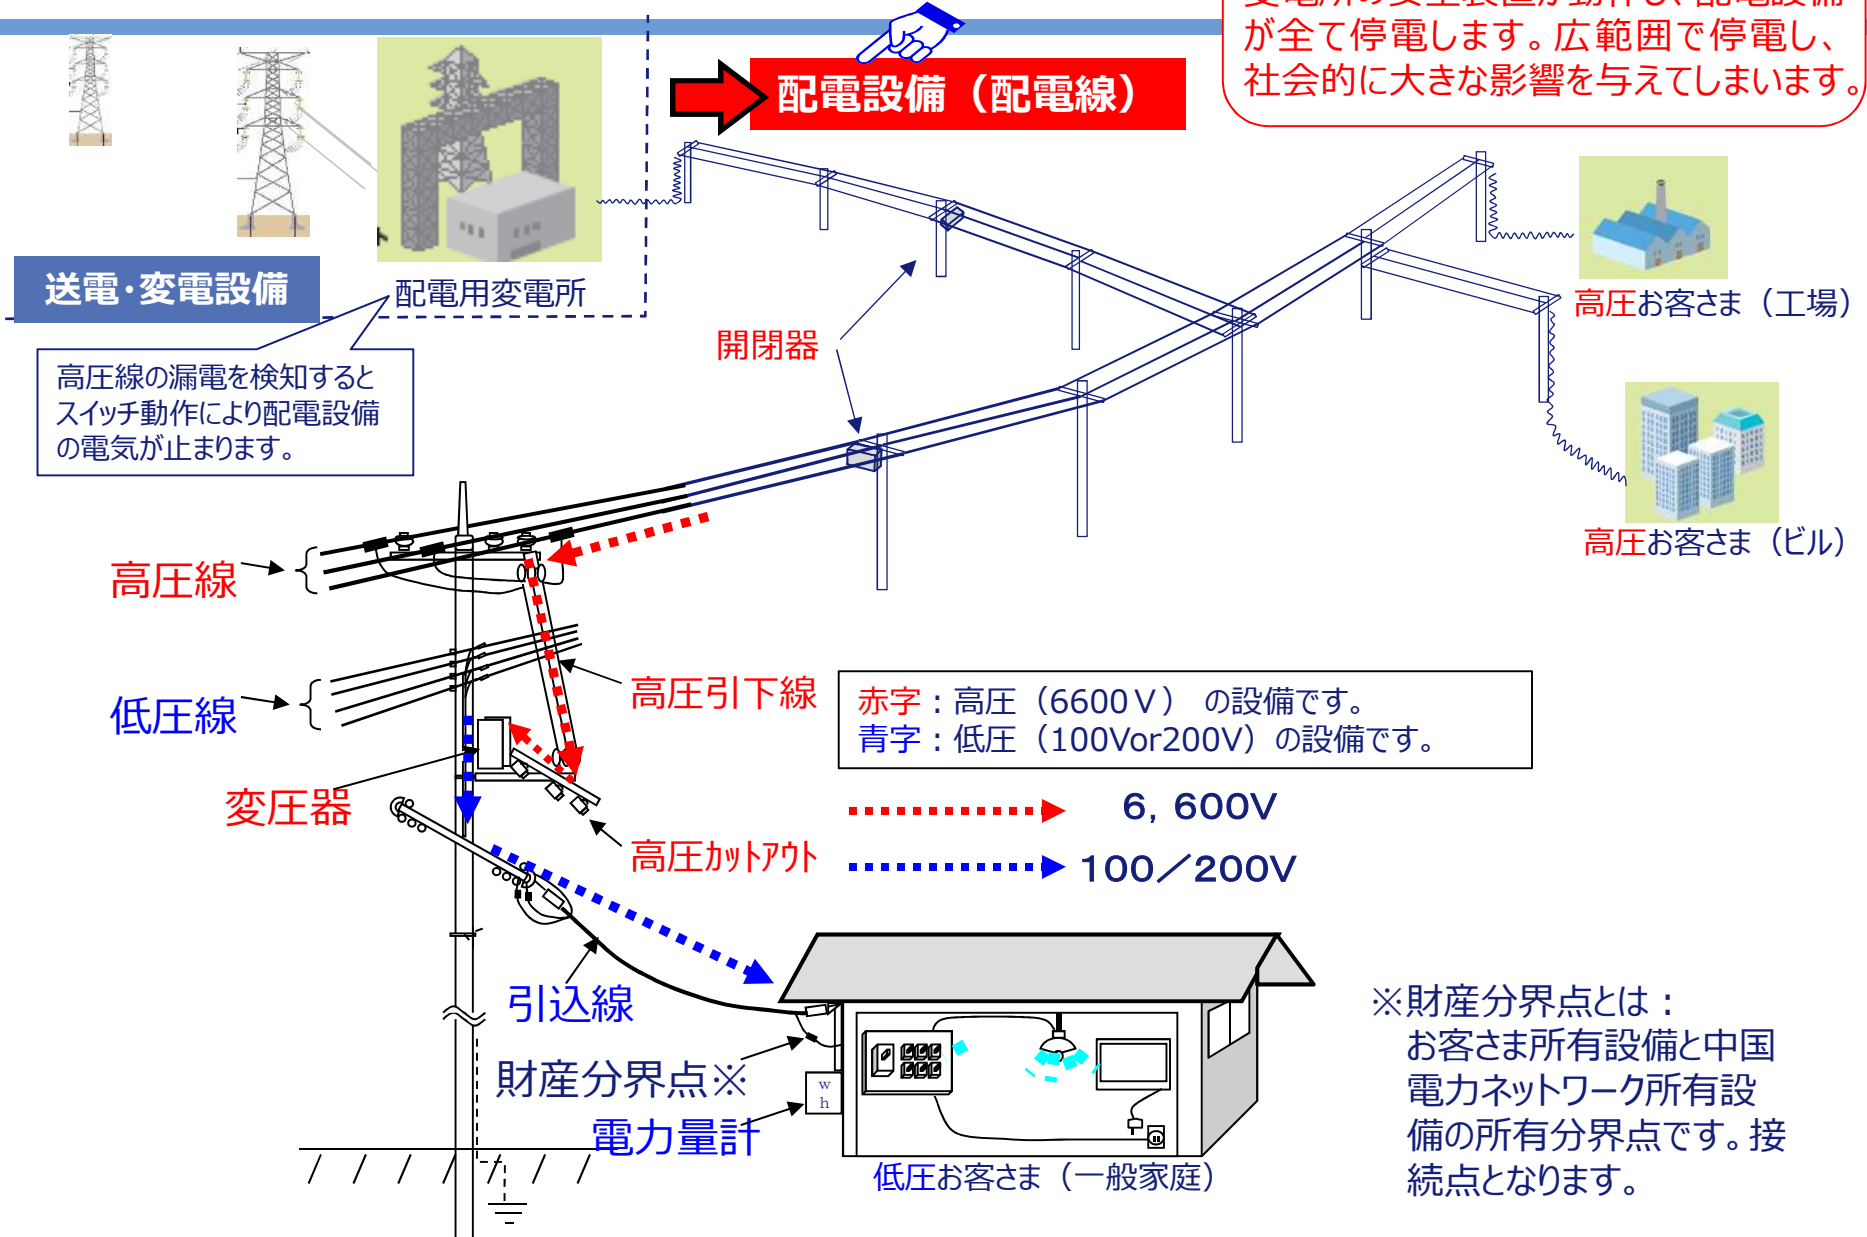 が全て停電します。広範囲で停電し、
社会的に大きな影響を与えてしまいます。
配電設備（配電線）
送電・変電設備
配電用変電所
高圧線の漏電を検知すると
スイッチ動作により配電設備
の電気が止まります。
開閉器
高圧お客さま（工場）
高圧お客さま（ビル）
高圧線
低圧線
高圧引下線
変圧器
高圧ｶｯﾄｱｳﾄ
赤字：高圧（6600Ｖ） の設備です。
青字：低圧（100Vor200V）の設備です。
6，600V
100／200V
引込線
財産分界点※
電力量計
w
h
低圧お客さま（一般家庭）
※財産分界点とは：
お客さま所有設備と中国
電力ネットワーク所有設
備の所有分界点です。接
続点となります。